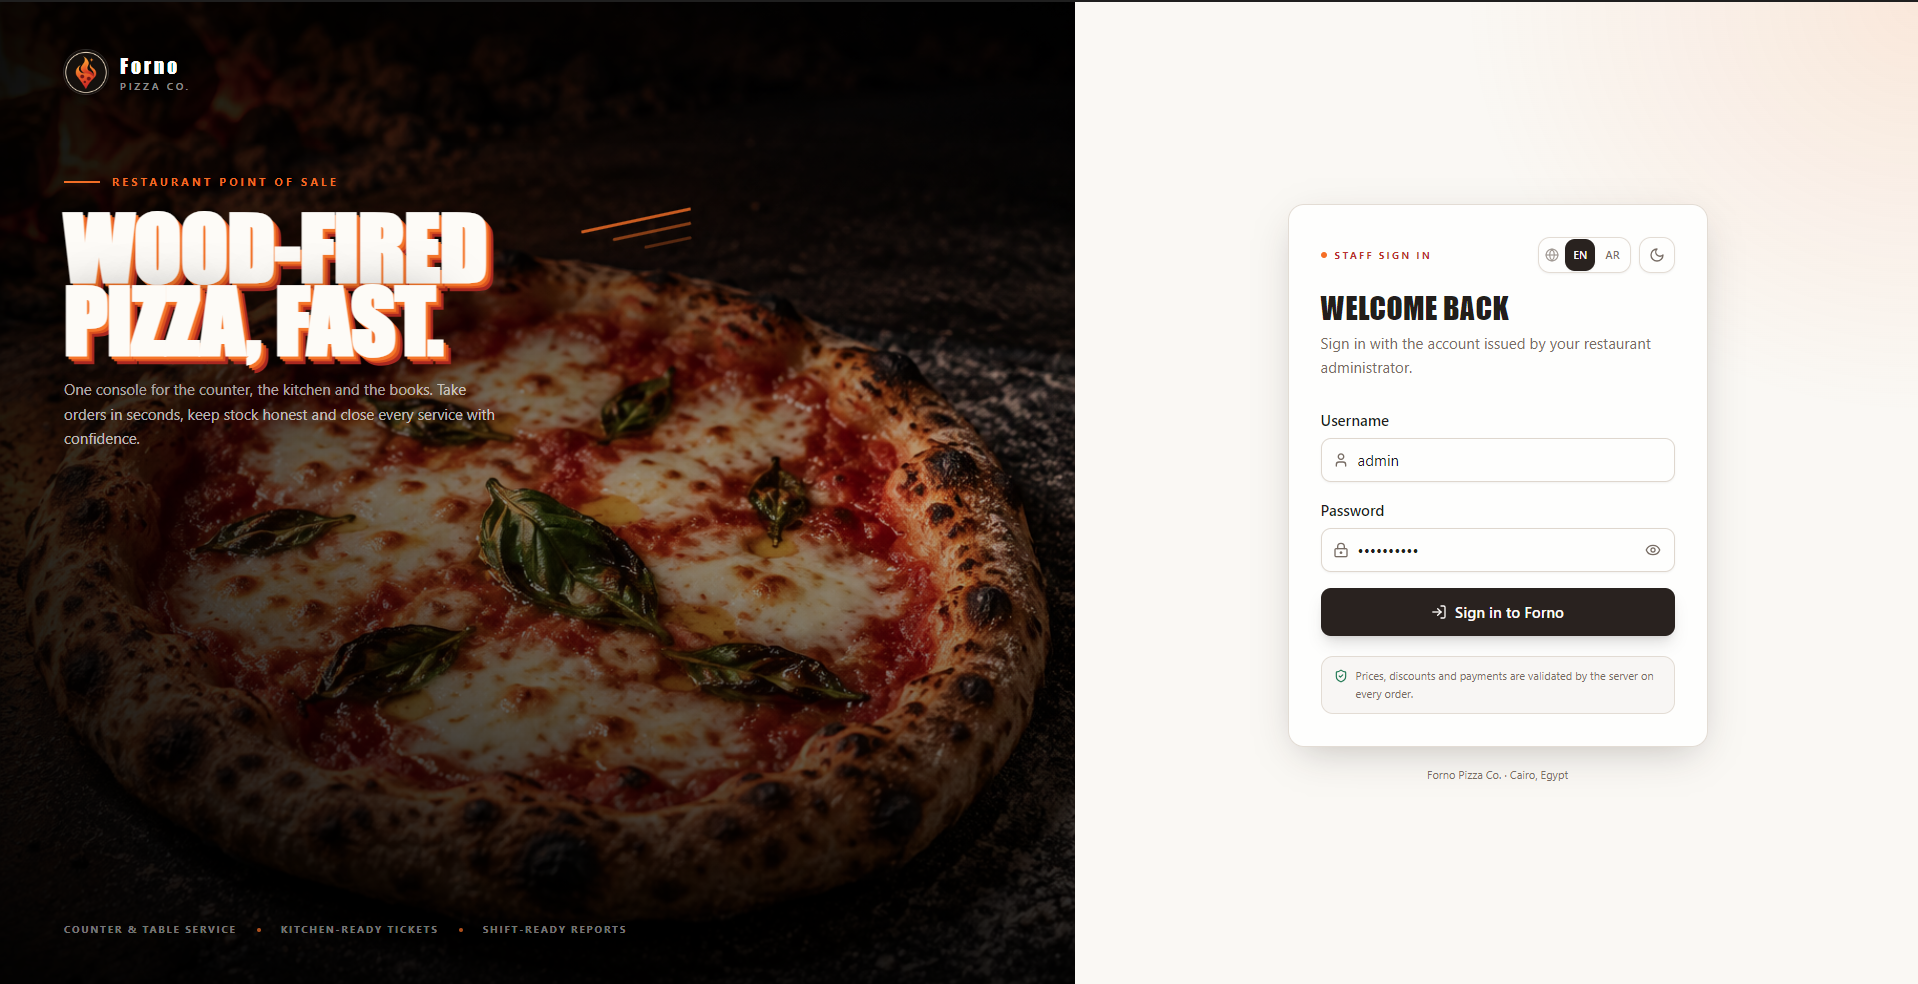 Forno
PIZZA CO.
RESTAURANT POINT OF SALE
WOOD-FIRED
PIZZA, FAST.
One console for the counter, the kitchen and the books. Take
orders in seconds, keep stock honest and close every service with
confidence.
COUNTER & TABLE SERVICE • KITCHEN-READY TICKETS • SHIFT-READY REPORTS
STAFF SIGN IN
EN AR
WELCOME BACK
Sign in with the account issued by your restaurant
administrator.
Username
admin
Password
••••••••••
Sign in to Forno
Prices, discounts and payments are validated by the server on
every order.
Forno Pizza Co. · Cairo, Egypt